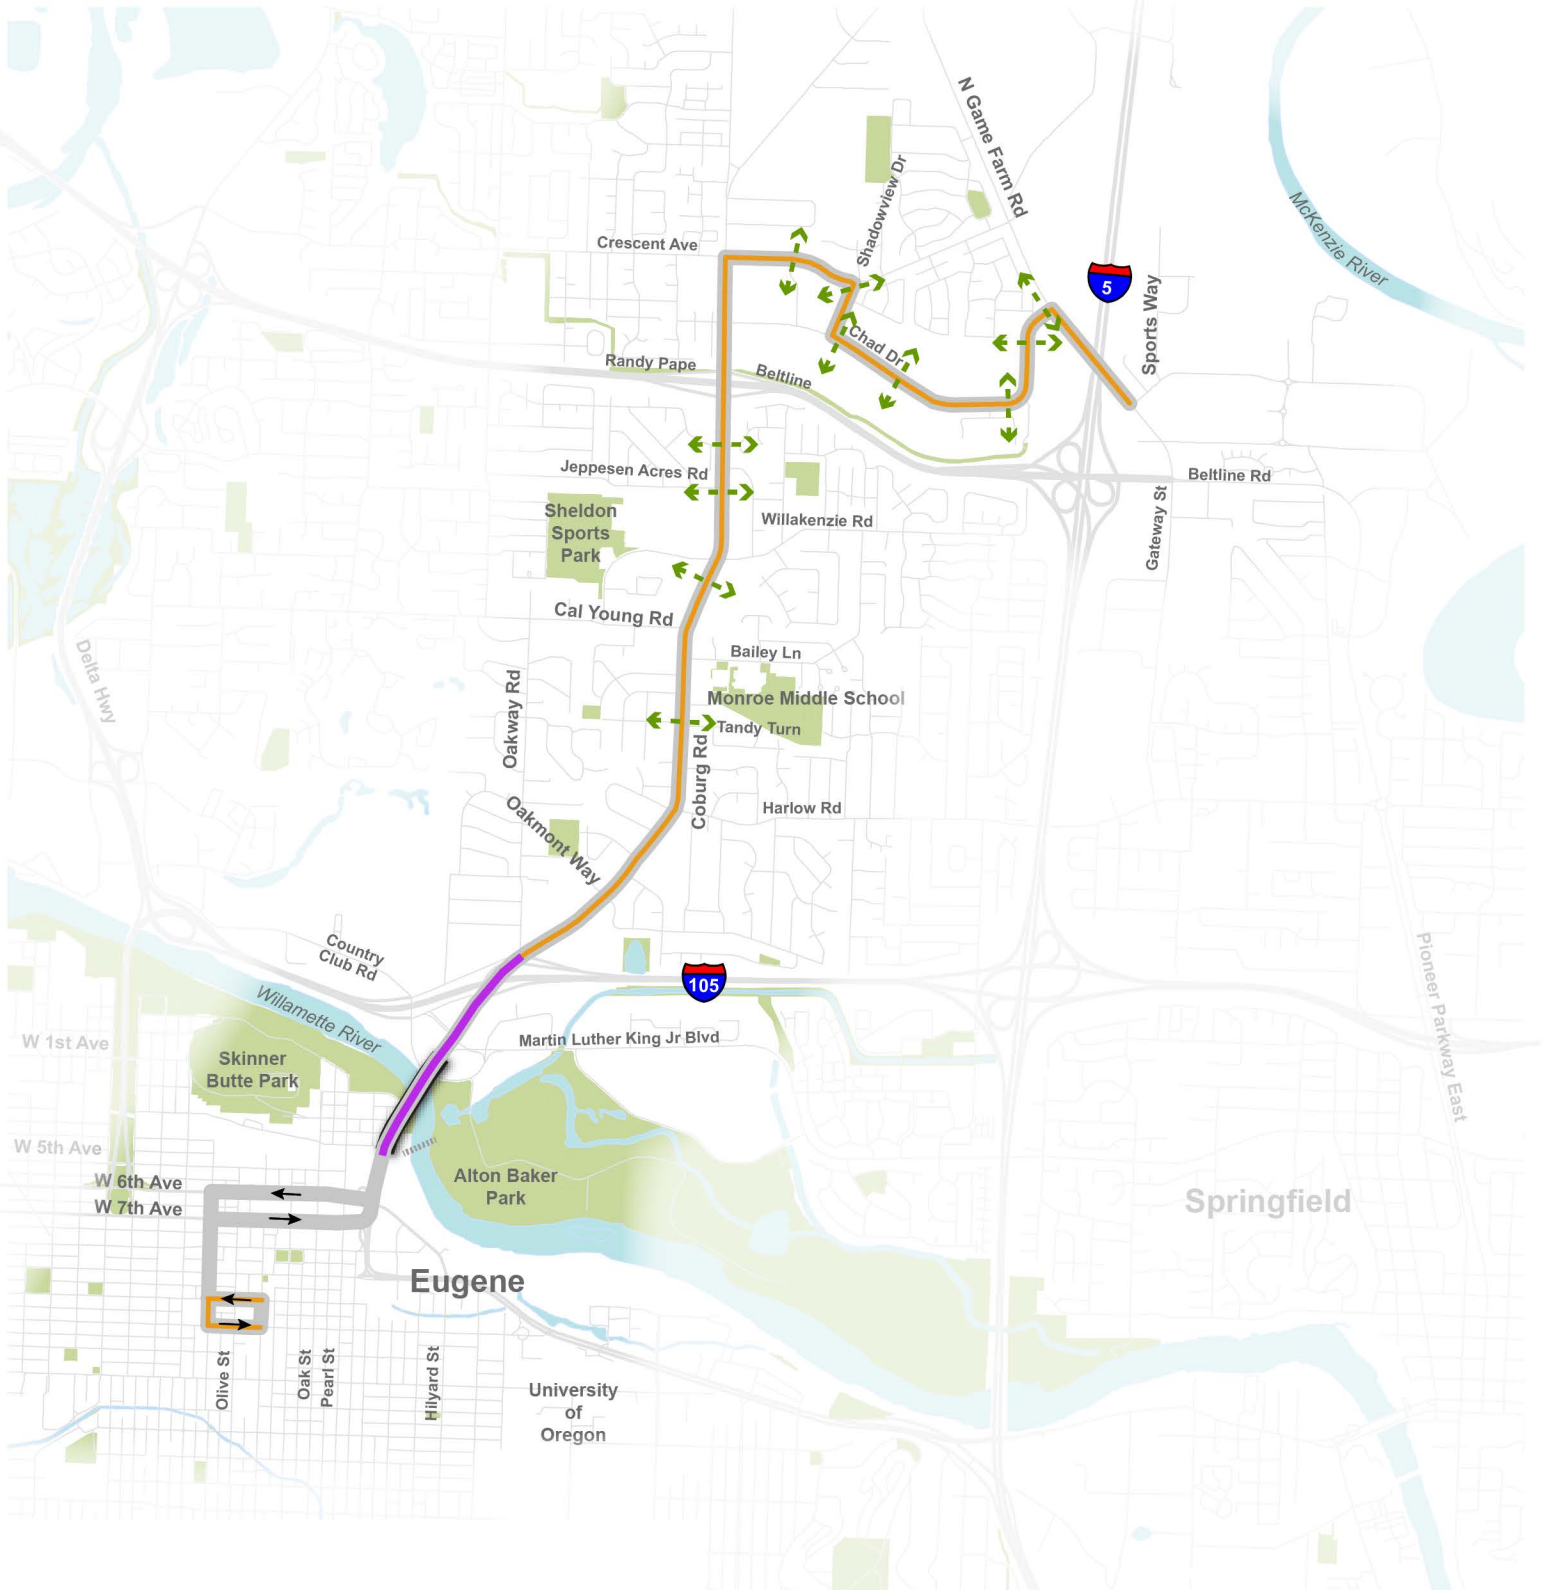 N Game Farm Rd
Shadowview Dr
McKenzie River
Crescent Ave
5
Sports Way
Chad Dr
Randy Pape
Beltline
Jeppesen Acres Rd
Beltline Rd
Sheldon
Sports
Park
Willakenzie Rd
Gateway St
Cal Young Rd
Delta Hwy
Bailey Ln
Oakway Rd
Monroe Middle School
Tandy Turn
Coburg Rd
Oakmont Way
Harlow Rd
Country
Club Rd
Pioneer Parkway East
105
Willamette River
W 1st Ave
Martin Luther King Jr Blvd
Skinner
Butte Park
W 5th Ave
W 6th Ave
W 7th Ave
Alton Baker
Park
Springfield
Eugene
Olive St
Oak St
Pearl St
Hilyard St
University
of
Oregon